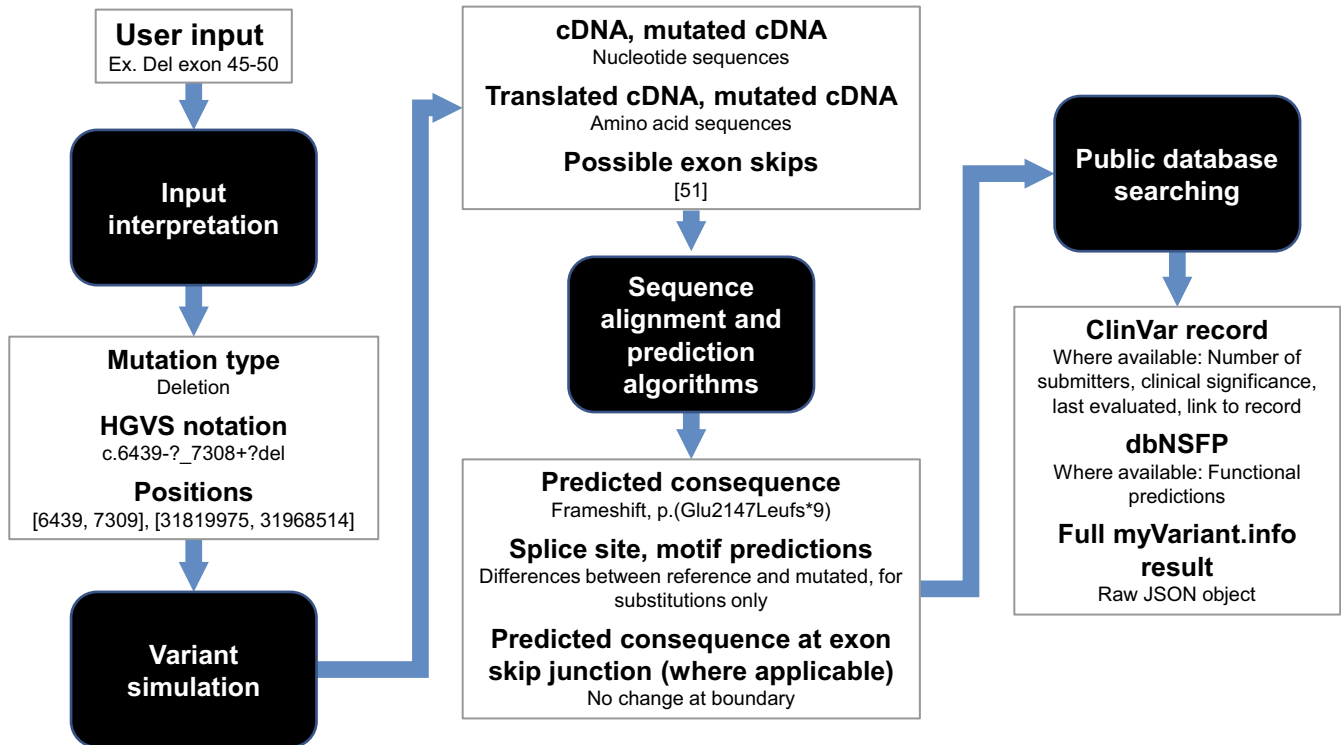 User input
Ex. Del exon 45-50
Input
interpretation
Mutation type
Deletion
HGVS notation
c.6439-?_7308+?del
Positions
[6439, 7309], [31819975, 31968514]
Variant
simulation
cDNA, mutated cDNA
Nucleotide sequences
Translated cDNA, mutated cDNA
Amino acid sequences
Possible exon skips
[51]
Sequence
alignment and
prediction
algorithms
Predicted consequence
Frameshift, p.(Glu2147Leufs*9)
Splice site, motif predictions
Differences between reference and mutated, for
substitutions only
Predicted consequence at exon
skip junction (where applicable)
No change at boundary
Public database
searching
ClinVar record
Where available: Number of
submitters, clinical significance,
last evaluated, link to record
dbNSFP
Where available: Functional
predictions
Full myVariant.info
result
Raw JSON object